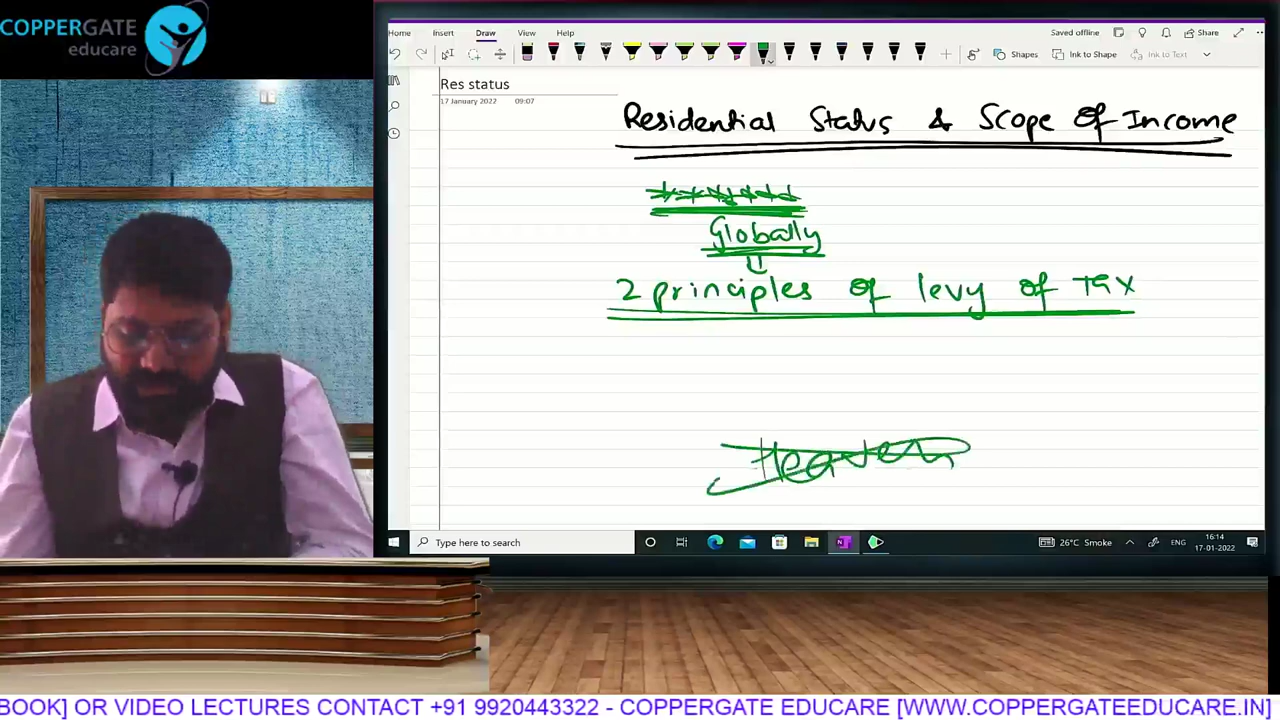 COPPERGATE
educare
Home Insert Draw View Help
Saved offline
Share
Shapes
Ink to Shape
Ink to Text
Res status
17 January 2022 09:07
Residential Status & Scope Of Income
Globally
2 principles of levy of Tax
Heaven
Type here to search
26°C Smoke
ENG
16:14
17-01-2022
BOOK] OR VIDEO LECTURES CONTACT +91 9920443322 - COPPERGATE EDUCARE [WWW.COPPERGATEEDUCARE.IN]